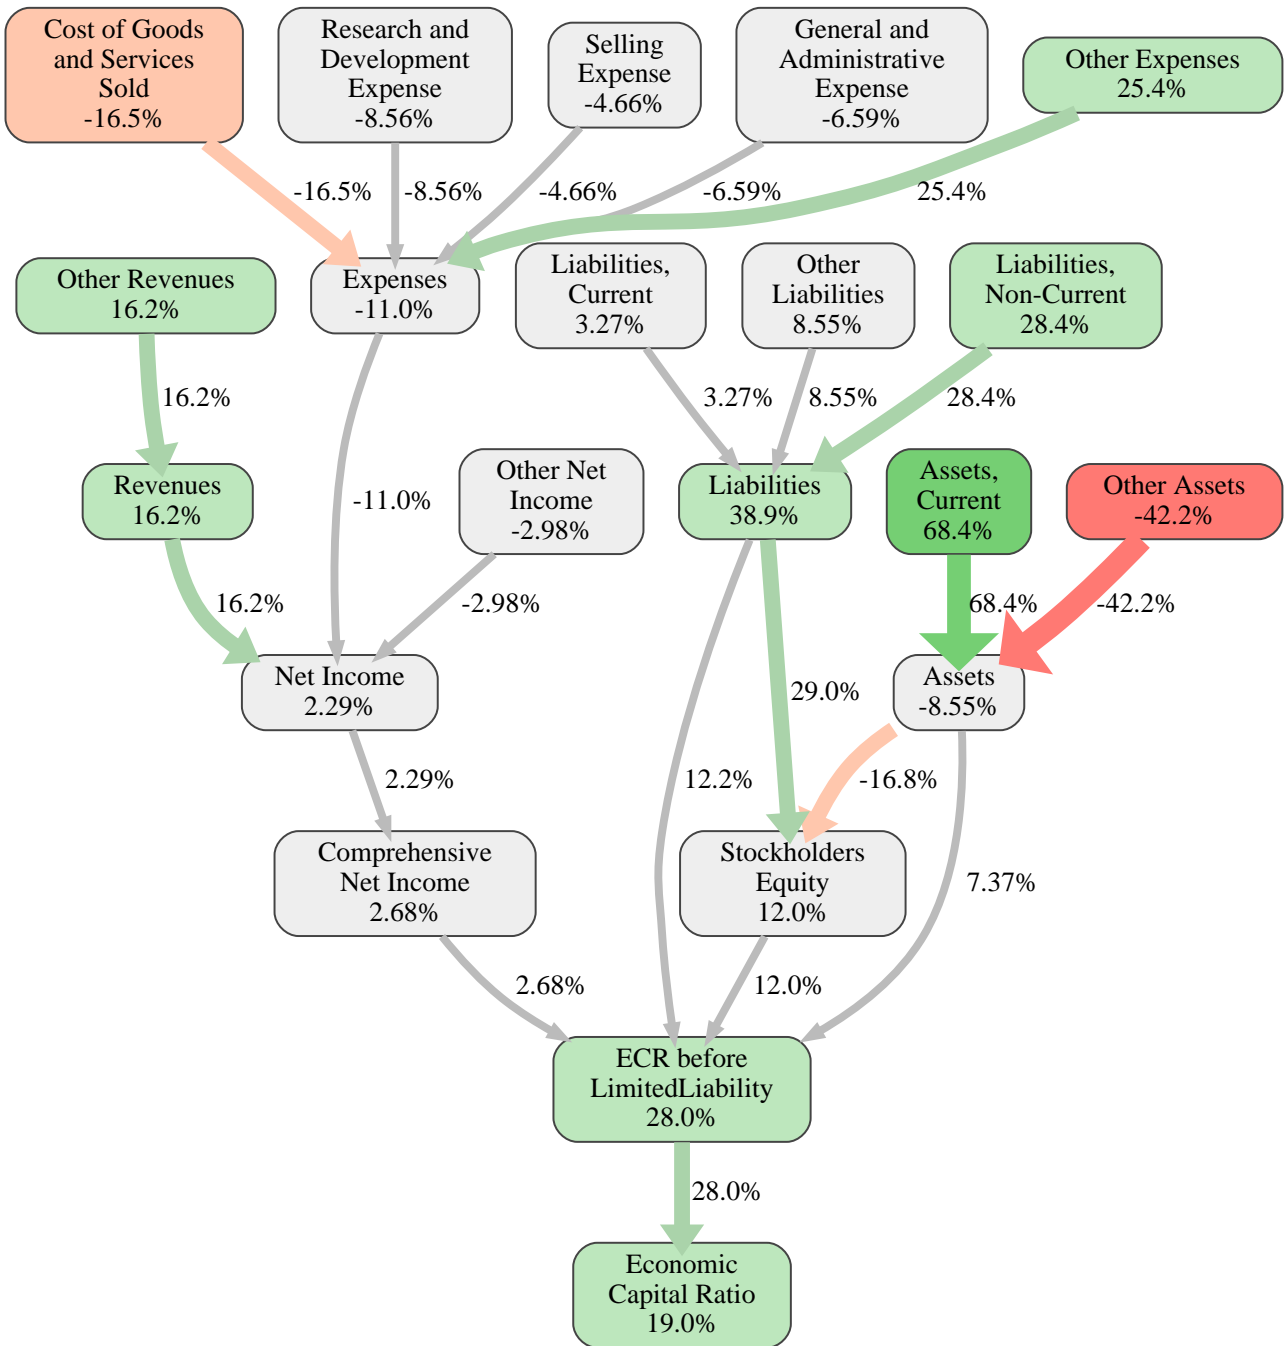 Cost of Goods
and Services
Sold
-16.5%
Research and
Development
Expense
-8.56%
Selling
Expense
-4.66%
General and
Administrative
Expense
-6.59%
Other Expenses
25.4%
-16.5%
-8.56%
-4.66%
-6.59%
25.4%
Other Revenues
16.2%
Expenses
-11.0%
Liabilities,
Current
3.27%
Other
Liabilities
8.55%
Liabilities,
Non-Current
28.4%
16.2%
3.27%
8.55%
28.4%
Revenues
16.2%
-11.0%
Other Net
Income
-2.98%
Liabilities
38.9%
Assets,
Current
68.4%
Other Assets
-42.2%
16.2%
-2.98%
68.4%
-42.2%
Net Income
2.29%
29.0%
Assets
-8.55%
2.29%
12.2%
-16.8%
Comprehensive
Net Income
2.68%
Stockholders
Equity
12.0%
7.37%
2.68%
12.0%
ECR before
LimitedLiability
28.0%
28.0%
Economic
Capital Ratio
19.0%